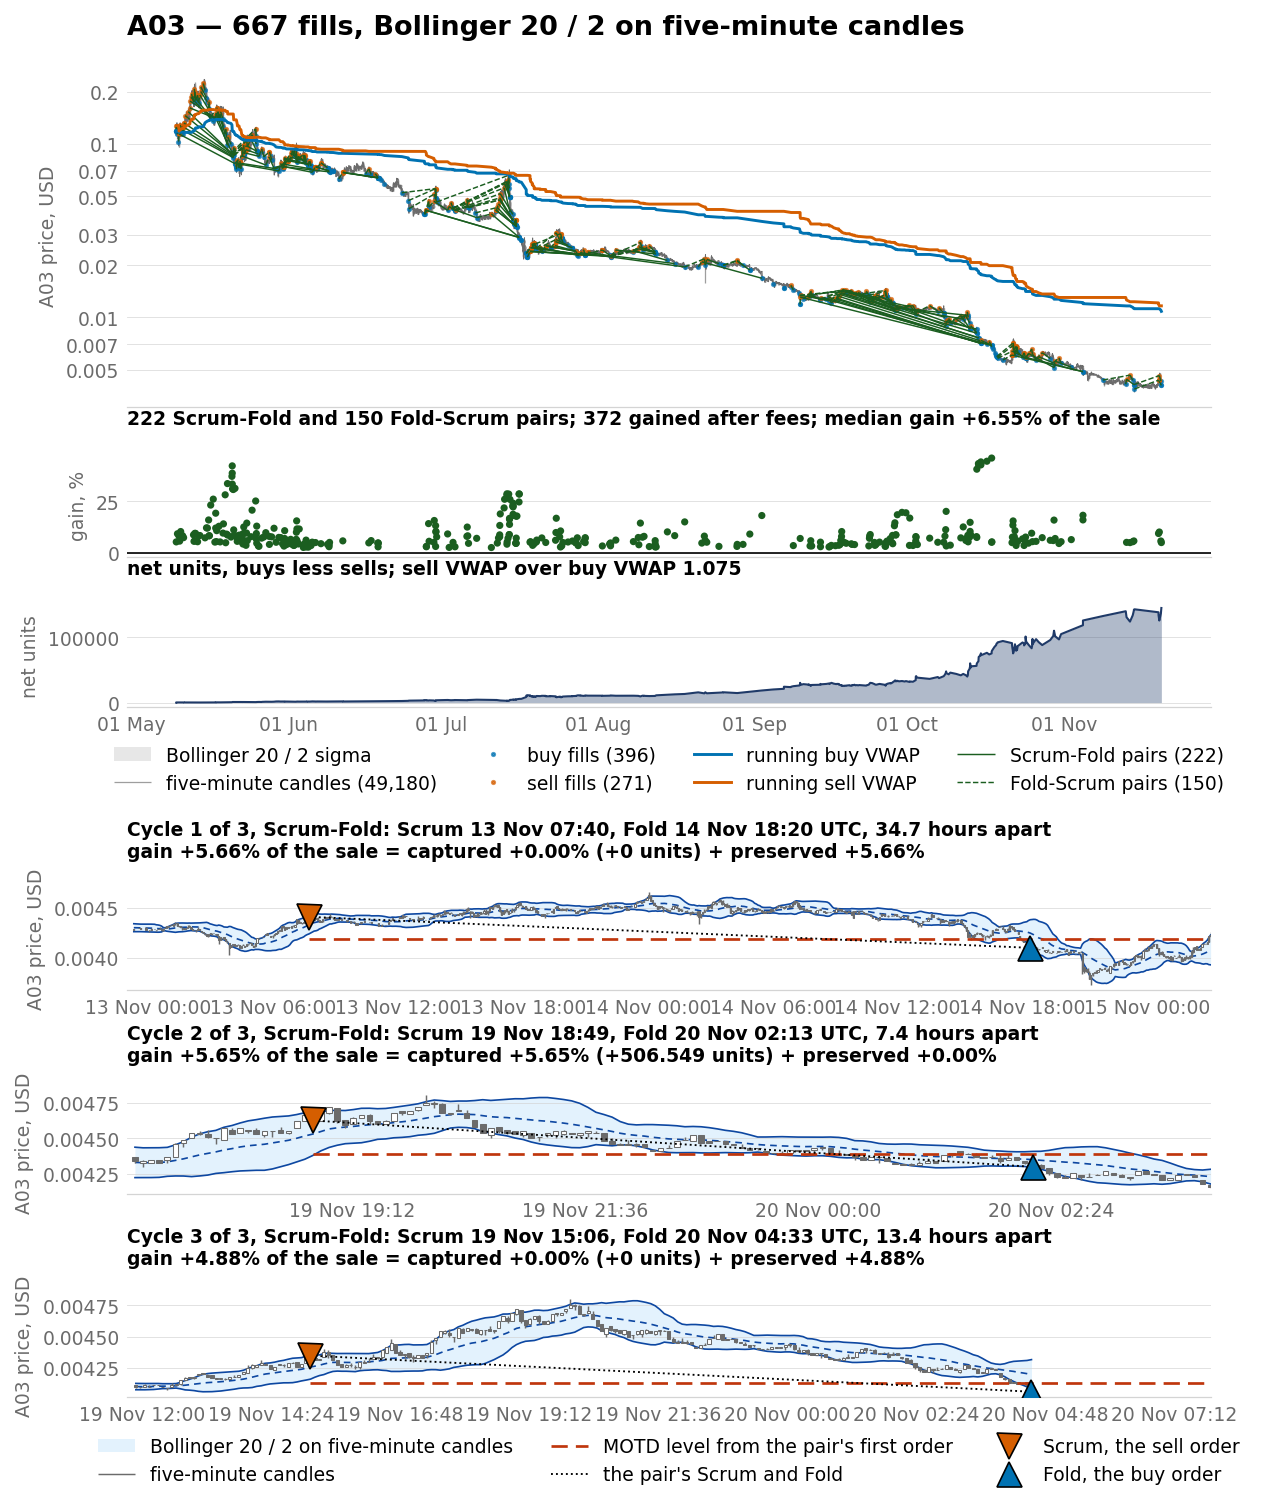 A03 — 667 fills, Bollinger 20 / 2 on five-minute candles
A03 price, USD
0.2
0.1
0.07
0.05
0.03
0.02
0.01
0.007
0.005
222 Scrum-Fold and 150 Fold-Scrum pairs; 372 gained after fees; median gain +6.55% of the sale
gain, %
25
0
net units, buys less sells; sell VWAP over buy VWAP 1.075
net units
100000
0
01 May 01 Jun 01 Jul 01 Aug 01 Sep 01 Oct 01 Nov
Bollinger 20 / 2 sigma buy fills (396) running buy VWAP Scrum-Fold pairs (222)
five-minute candles (49,180) sell fills (271) running sell VWAP Fold-Scrum pairs (150)
Cycle 1 of 3, Scrum-Fold: Scrum 13 Nov 07:40, Fold 14 Nov 18:20 UTC, 34.7 hours apart
gain +5.66% of the sale = captured +0.00% (+0 units) + preserved +5.66%
A03 price, USD
0.0045
0.0040
13 Nov 00:00 13 Nov 06:00 13 Nov 12:00 13 Nov 18:00 14 Nov 00:00 14 Nov 06:00 14 Nov 12:00 14 Nov 18:00 15 Nov 00:00
Cycle 2 of 3, Scrum-Fold: Scrum 19 Nov 18:49, Fold 20 Nov 02:13 UTC, 7.4 hours apart
gain +5.65% of the sale = captured +5.65% (+506.549 units) + preserved +0.00%
A03 price, USD
0.00475
0.00450
0.00425
19 Nov 19:12 19 Nov 21:36 20 Nov 00:00 20 Nov 02:24
Cycle 3 of 3, Scrum-Fold: Scrum 19 Nov 15:06, Fold 20 Nov 04:33 UTC, 13.4 hours apart
gain +4.88% of the sale = captured +0.00% (+0 units) + preserved +4.88%
A03 price, USD
0.00475
0.00450
0.00425
19 Nov 12:00 19 Nov 14:24 19 Nov 16:48 19 Nov 19:12 19 Nov 21:36 20 Nov 00:00 20 Nov 02:24 20 Nov 04:48 20 Nov 07:12
Bollinger 20 / 2 on five-minute candles MOTD level from the pair's first order Scrum, the sell order
five-minute candles the pair's Scrum and Fold Fold, the buy order